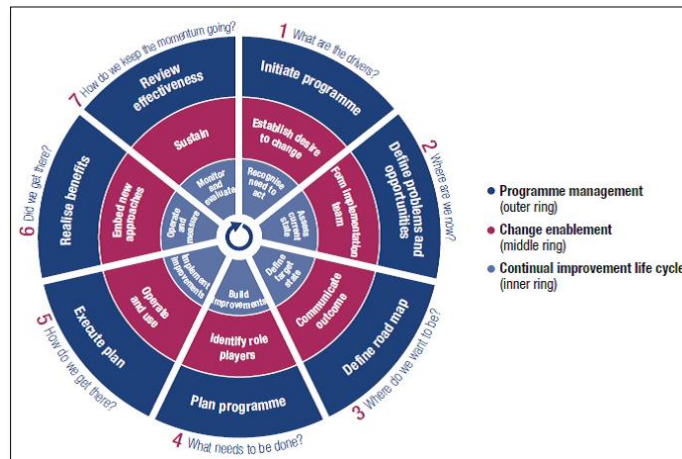 1 What are the drivers?
Initiate programme
Establish desire
to change
Recognise
need to
act
2 Where are we now?
Define problems and
opportunities
Form implementation
team
Assess
current
state
3 Where do we want to be?
Define road map
Communicate
outcome
Define
target
state
4 What needs to be done?
Plan programme
Identify role
players
Build
improvements
5 How do we get there?
Execute plan
Operate
and use
Implement
improvements
6 Did we get there?
Realise benefits
Embed new
approaches
Operate
and
measure
7 How do we keep the momentum going?
Review
effectiveness
Sustain
Monitor
and
evaluate
Programme management
(outer ring)
Change enablement
(middle ring)
Continual improvement life cycle
(inner ring)